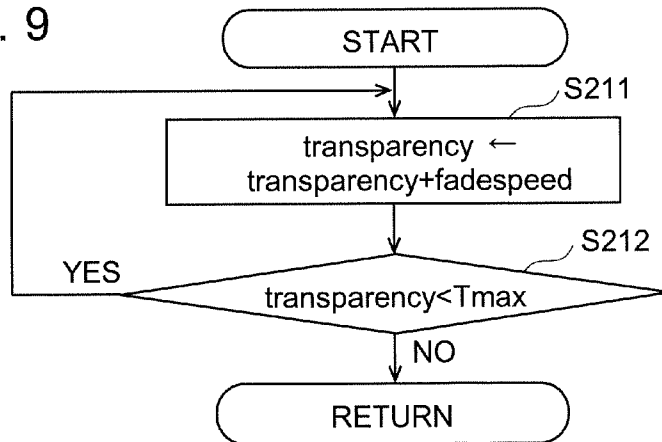 . 9
START
S211
transparency ←
transparency+fadespeed
S212
YES
transparency<Tmax
NO
RETURN